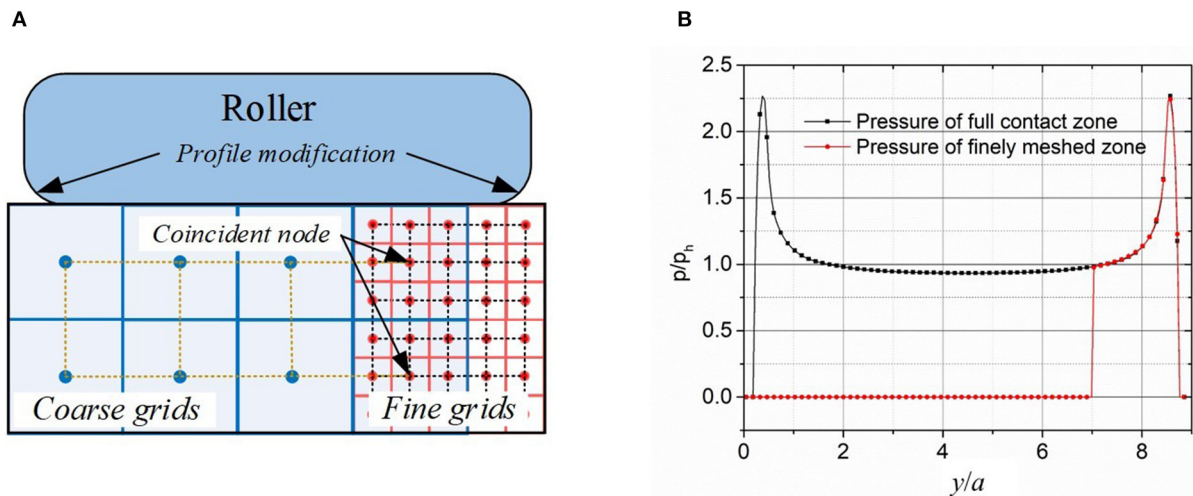 A
Roller
Profile modification
Coincident node
Coarse grids
Fine grids
B
2.5
2.0
1.5
1.0
0.5
0.0
p/pₕ
Pressure of full contact zone
Pressure of finely meshed zone
0 2 4 6 8
y/a